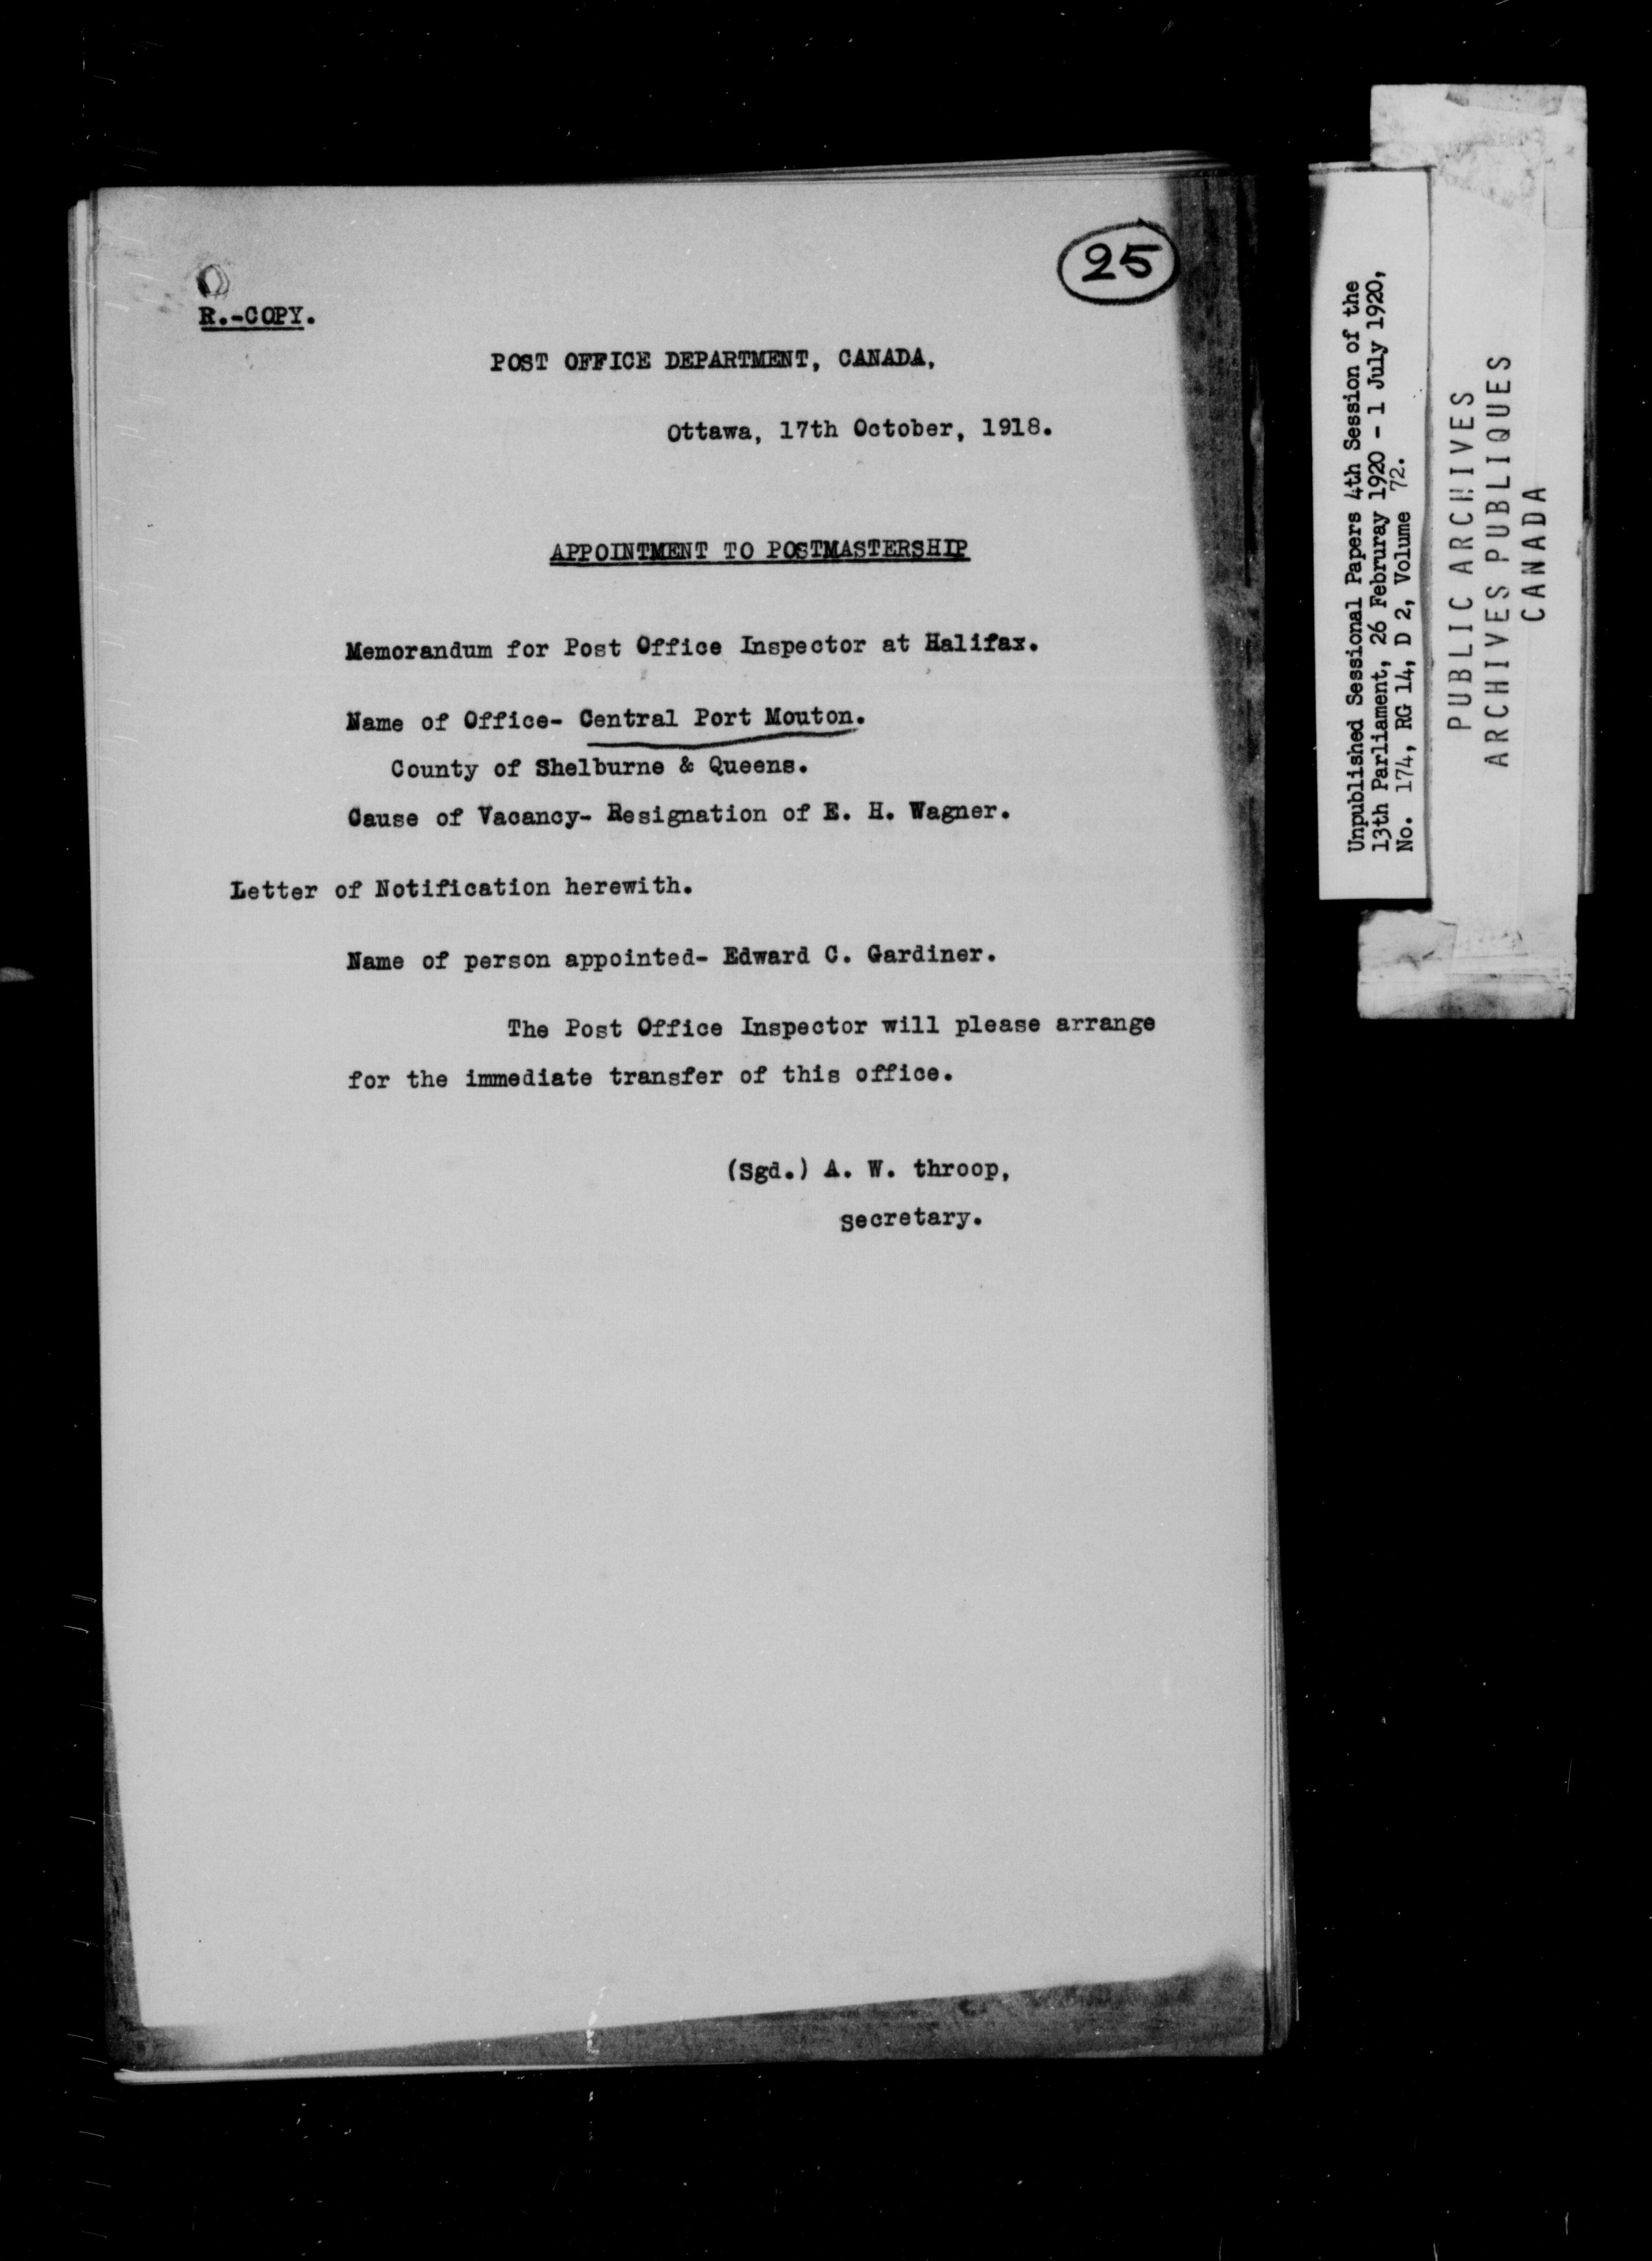 25
R.-COPY.
POST OFFICE DEPARTMENT, CANADA,
Ottawa, 17th October, 1918.
APPOINTMENT TO POSTMASTERSHIP
Memorandum for Post Office Inspector at Halifax.
Name of Office- Central Port Mouton.
County of Shelburne & Queens.
Cause of Vacancy- Resignation of E. H. Wagner.
Letter of Notification herewith.
Name of person appointed- Edward C. Gardiner.
The Post Office Inspector will please arrange
for the immediate transfer of this office.
(Sgd.) A. W. throop,
Secretary.
Unpublished Sessional Papers 4th Session of the
13th Parliament, 26 Februray 1920 - 1 July 1920,
No. 174, RG 14, D 2, Volume 72.
PUBLIC ARCHIVES
ARCHIVES PUBLIQUES
CANADA